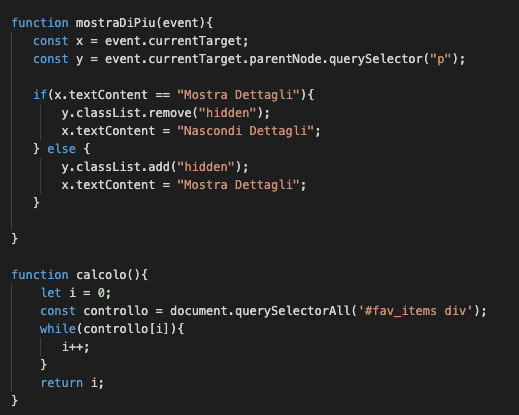 function mostraDiPiu(event){
const x = event.currentTarget;
const y = event.currentTarget.parentNode.querySelector("p");
if(x.textContent == "Mostra Dettagli"){
y.classList.remove("hidden");
x.textContent = "Nascondi Dettagli";
} else {
y.classList.add("hidden");
x.textContent = "Mostra Dettagli";
}
}
function calcolo(){
let i = 0;
const controllo = document.querySelectorAll('#fav_items div');
while(controllo[i]){
i++;
}
return i;
}